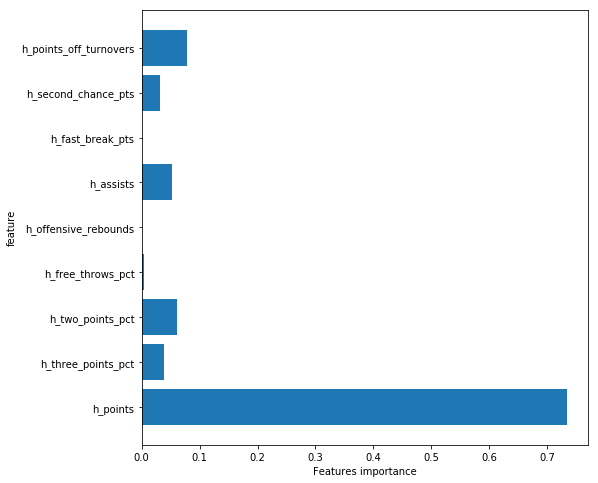 h_points_off_turnovers
h_second_chance_pts
h_fast_break_pts
h_assists
h_offensive_rebounds
h_free_throws_pct
h_two_points_pct
h_three_points_pct
h_points
feature
0.0 0.1 0.2 0.3 0.4 0.5 0.6 0.7
Features importance